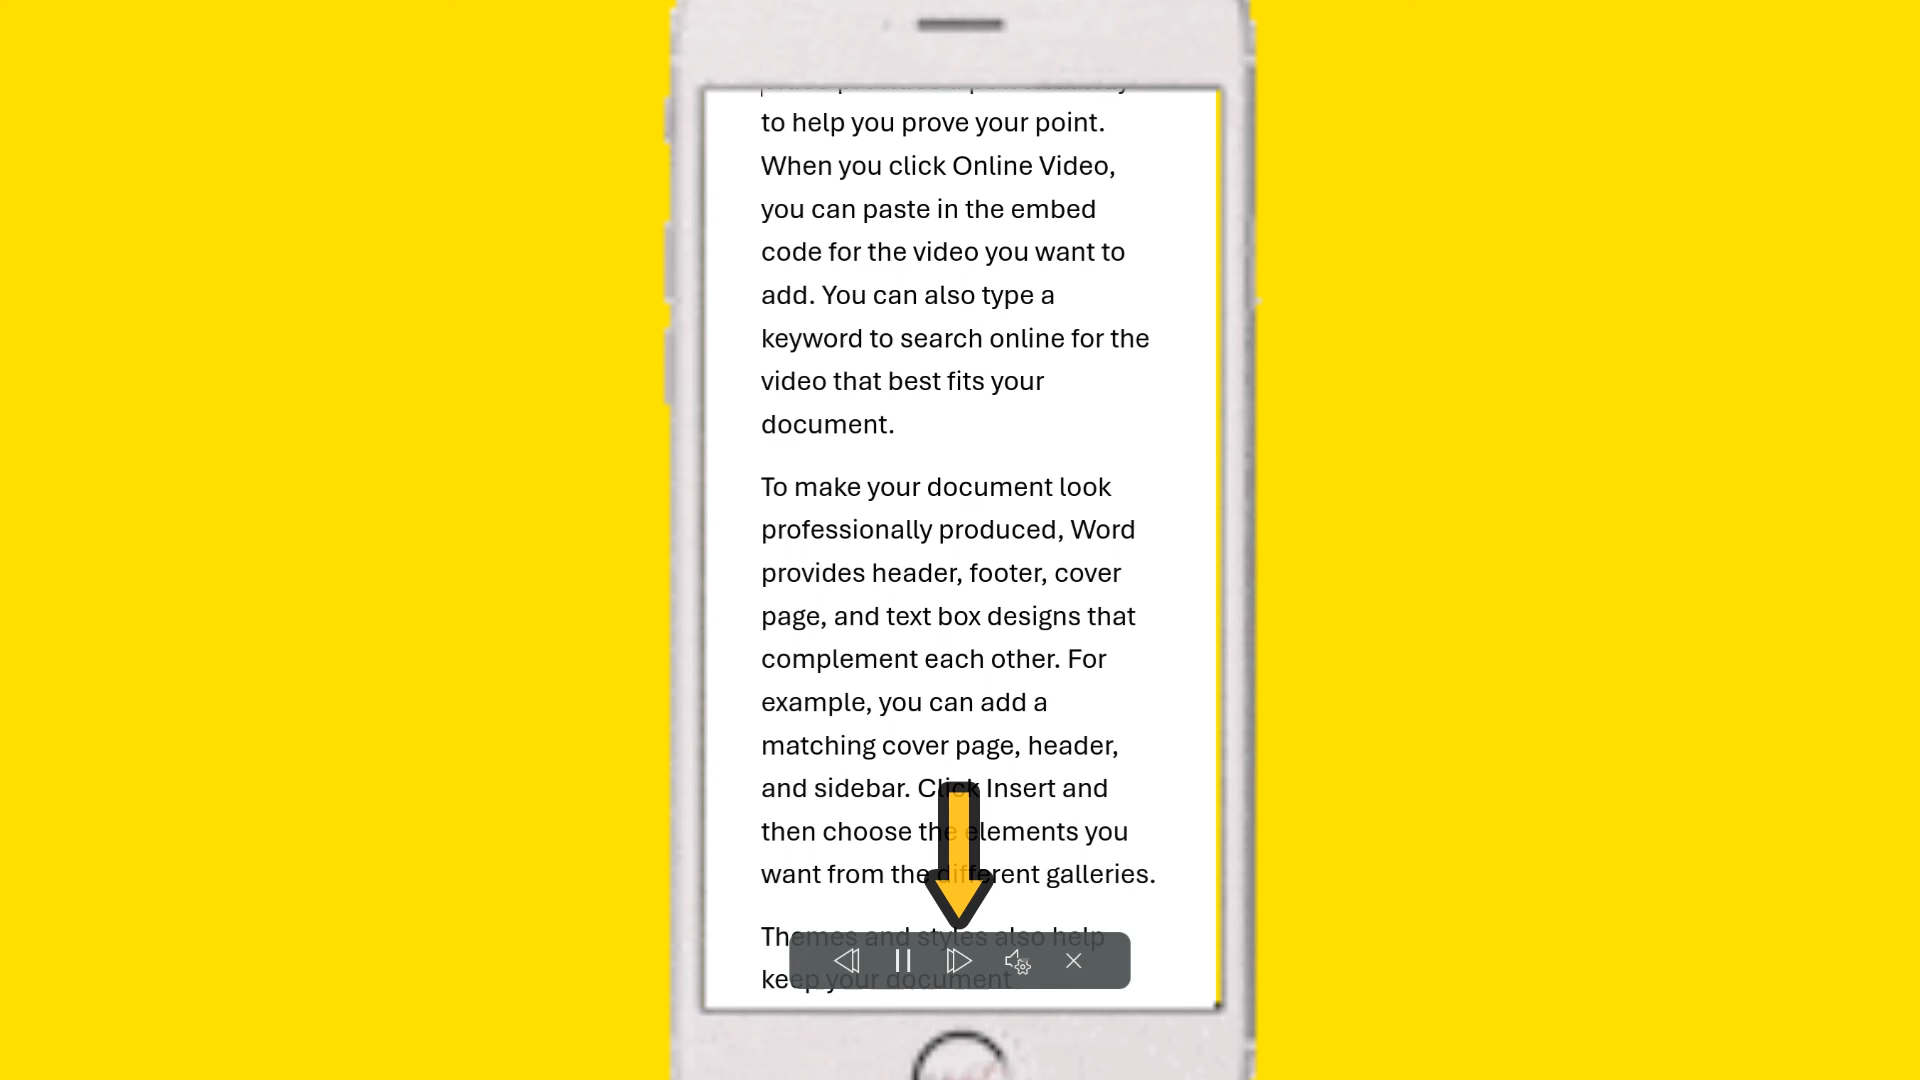 to help you prove your point.
When you click Online Video,
you can paste in the embed
code for the video you want to
add. You can also type a
keyword to search online for the
video that best fits your
document.
To make your document look
professionally produced, Word
provides header, footer, cover
page, and text box designs that
complement each other. For
example, you can add a
matching cover page, header,
and sidebar. Click Insert and
then choose the elements you
want from the different galleries.
Themes and styles also help
keep your document